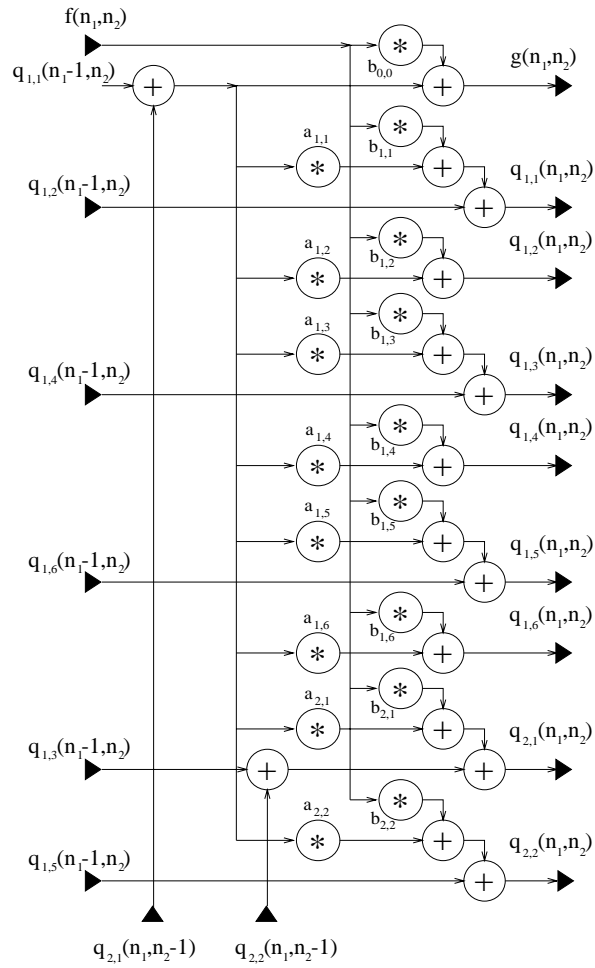 f(n₁,n₂)
q₁,₁(n₁-1,n₂)
+
*
b₀,₀
+
g(n₁,n₂)
a₁,₁
*
*
b₁,₁
+
q₁,₁(n₁,n₂)
q₁,₂(n₁-1,n₂)
+
a₁,₂
*
*
b₁,₂
+
q₁,₂(n₁,n₂)
a₁,₃
*
*
b₁,₃
+
q₁,₃(n₁,n₂)
q₁,₄(n₁-1,n₂)
+
a₁,₄
*
*
b₁,₄
+
q₁,₄(n₁,n₂)
a₁,₅
*
*
b₁,₅
+
q₁,₅(n₁,n₂)
q₁,₆(n₁-1,n₂)
+
a₁,₆
*
*
b₁,₆
+
q₁,₆(n₁,n₂)
a₂,₁
*
*
b₂,₁
+
q₂,₁(n₁,n₂)
q₁,₃(n₁-1,n₂)
+
+
a₂,₂
*
*
b₂,₂
+
q₂,₂(n₁,n₂)
q₁,₅(n₁-1,n₂)
+
q₂,₁(n₁,n₂-1)
q₂,₂(n₁,n₂-1)